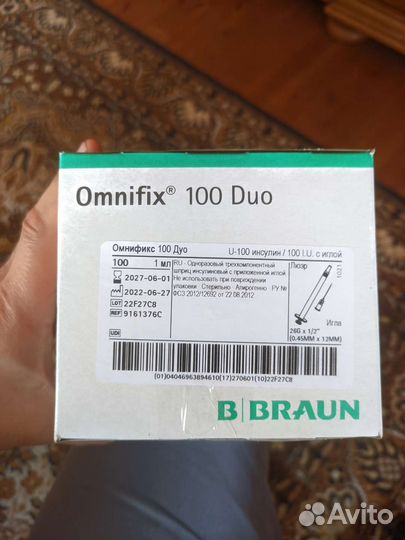 Omnifix® 100 Duo
Омнификс 100 Дуо
U-100 инсулин / 100 I.U. с иглой
100 1 мл
2027-06-01
2022-06-27
LOT 22F27C8
REF 9161376C
UDI
RU - Одноразовый трехкомпонентный
шприц инсулиновый с приложенной иглой
Не использовать при повреждении
упаковки Стерильно Апирогенно РУ №
ФСЗ 2012/12692 от 22.08.2012
Люэр
Игла
26G x 1/2"
(0.45MM x 12MM)
(01)04046963894610(17)270601(10)22F27C8
B BRAUN
Avito